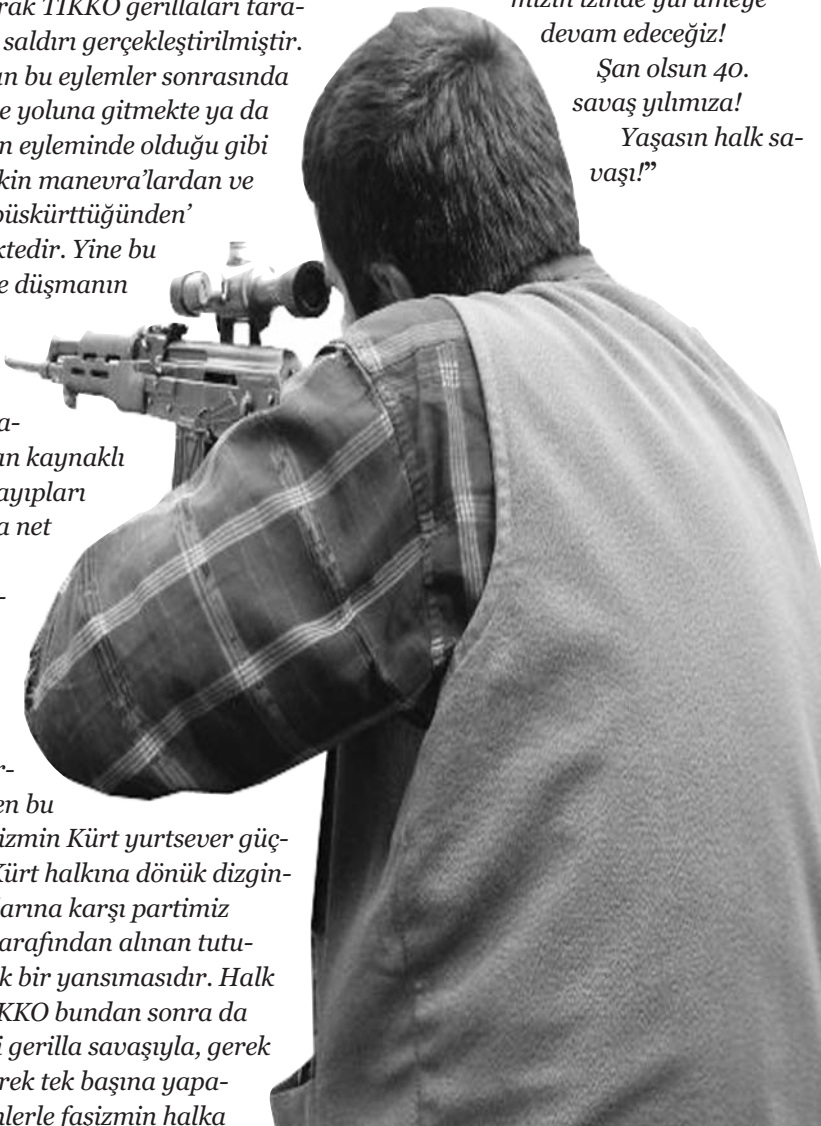 rak TİKKO gerillaları tara-
saldırı gerçekleştirilmiştir.
ın bu eylemler sonrasında
e yoluna gitmekte ya da
n eyleminde olduğu gibi
kin manevra’lardan ve
püskürttüğünden’
ktedir. Yine bu
e düşmanın
a-
an kaynaklı
ayıpları
a net
-
r-
en bu
izmin Kürt yurtsever güç-
Kürt halkına dönük dizgin-
larına karşı partimiz
arafından alınan tutu-
k bir yansımasıdır. Halk
KKO bundan sonra da
i gerilla savaşıyla, gerek
rek tek başına yapa-
nlerle faşizmin halka
mızın izinde yürümeye
devam edeceğiz!
Şan olsun 40.
savaş yılımıza!
Yaşasın halk sa-
vaşı!”